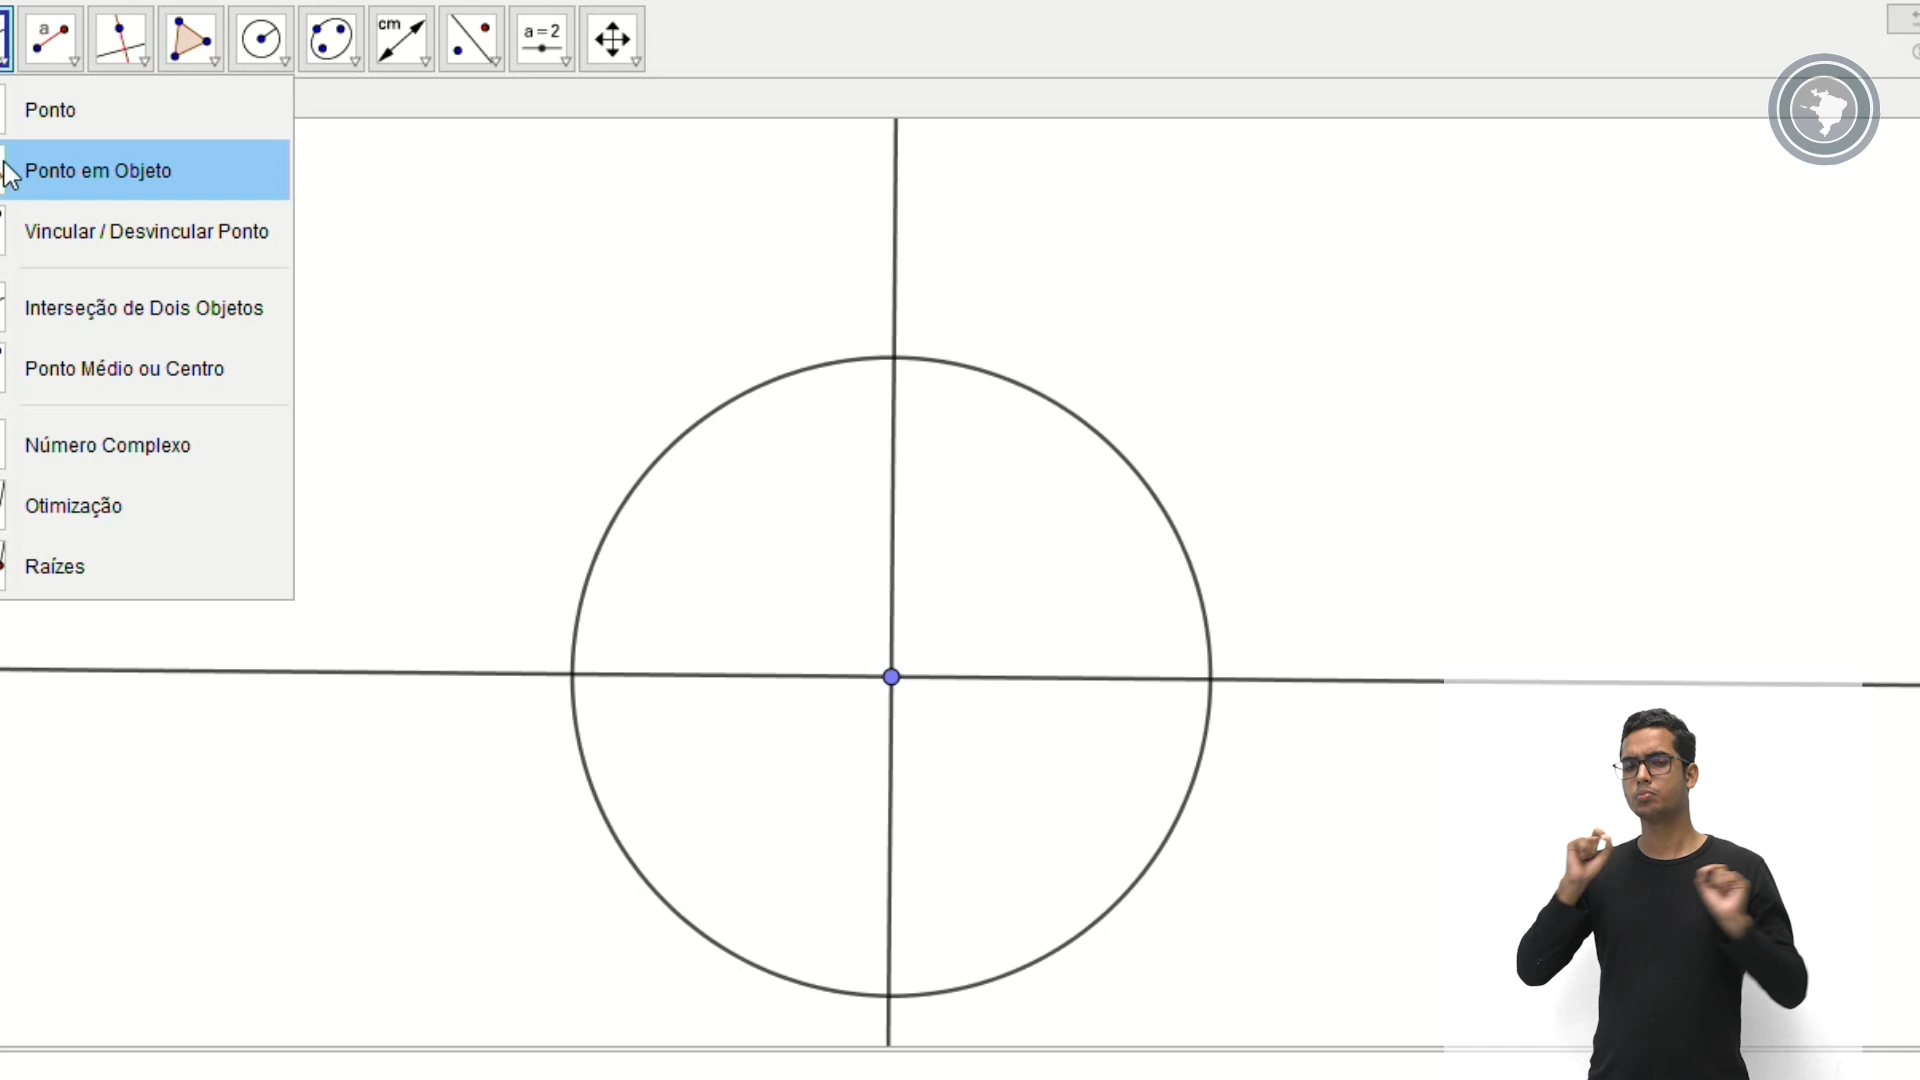 a
cm
a = 2
Ponto
Ponto em Objeto
Vincular / Desvincular Ponto
Interseção de Dois Objetos
Ponto Médio ou Centro
Número Complexo
Otimização
Raízes